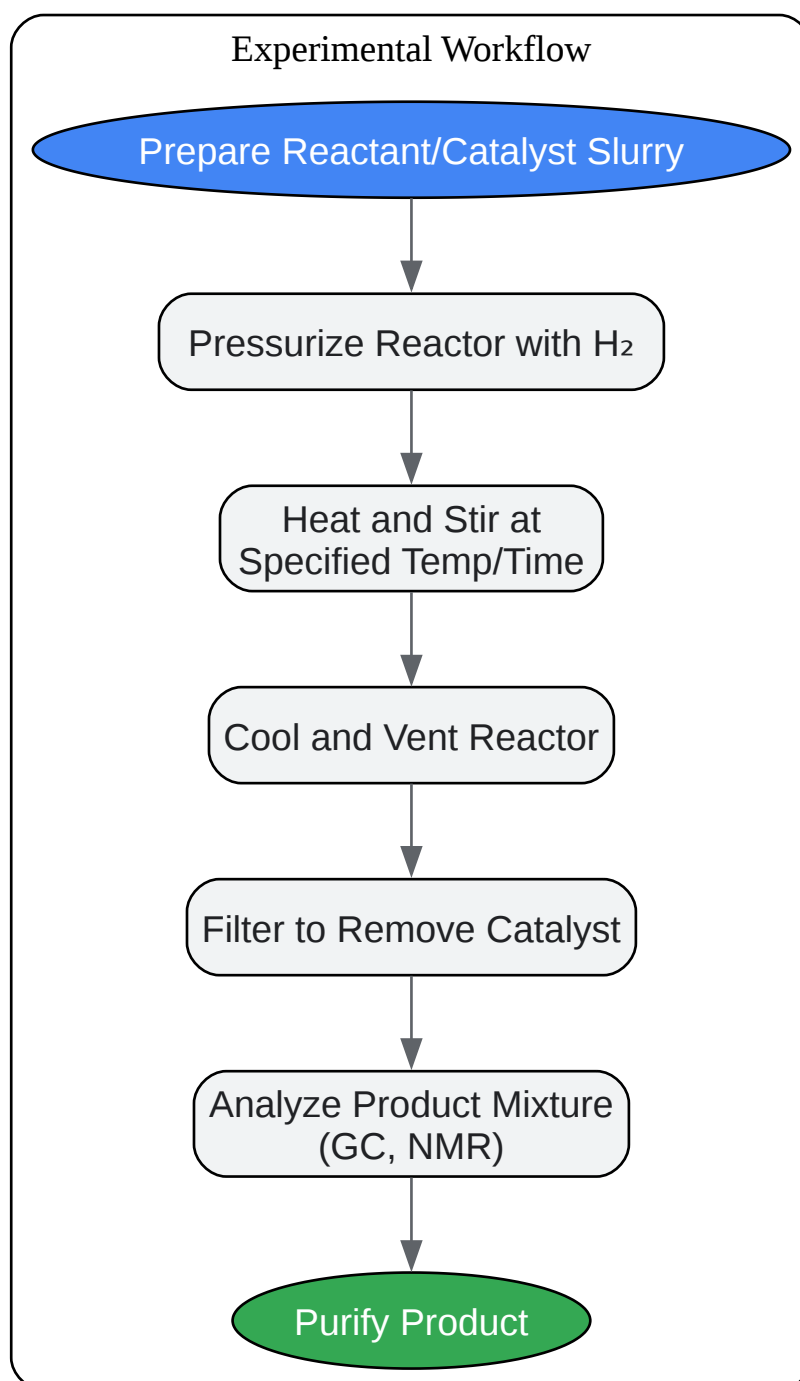 Experimental Workflow
Prepare Reactant/Catalyst Slurry
Pressurize Reactor with H₂
Heat and Stir at
Specified Temp/Time
Cool and Vent Reactor
Filter to Remove Catalyst
Analyze Product Mixture
(GC, NMR)
Purify Product